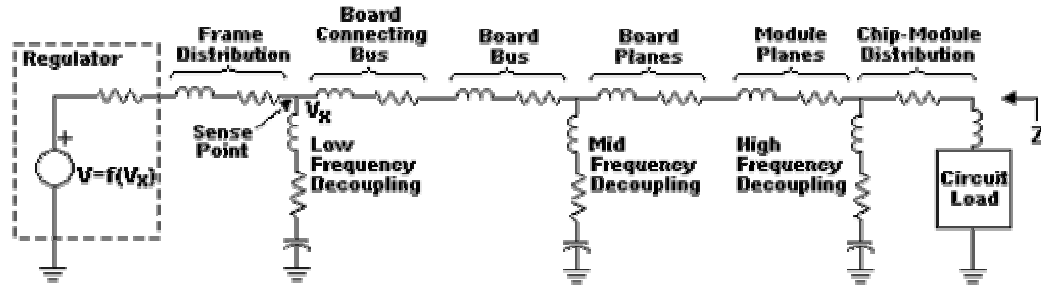 Regulator
Frame
Distribution
Board
Connecting
Bus
Board
Bus
Board
Planes
Module
Planes
Chip-Module
Distribution
+
V=f(Vx)
Sense
Point
Vx
Low
Frequency
Decoupling
Mid
Frequency
Decoupling
High
Frequency
Decoupling
Circuit
Load
Z